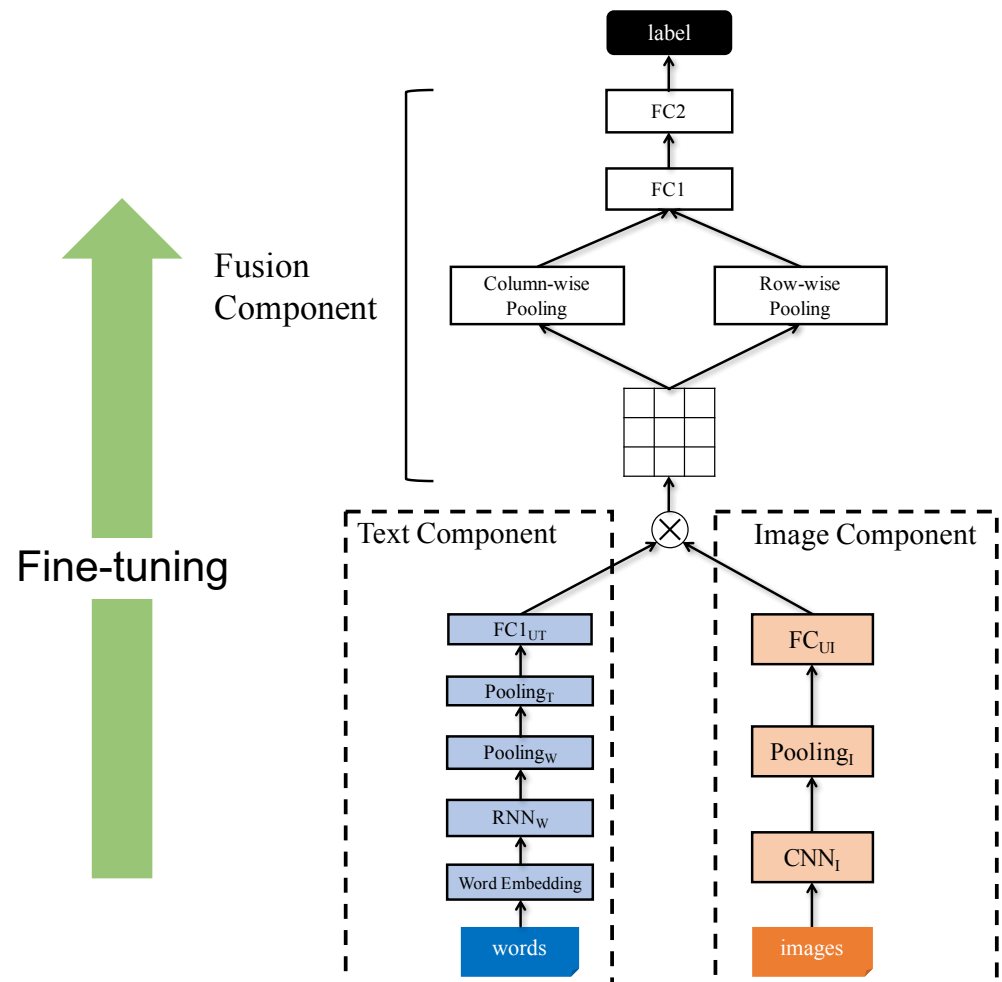 label
FC2
FC1
Fusion
Component
Column-wise
Pooling
Row-wise
Pooling
Text Component
Image Component
Fine-tuning
FC1UT
FCUI
PoolingT
PoolingW
PoolingI
RNNW
CNNI
Word Embedding
words
images